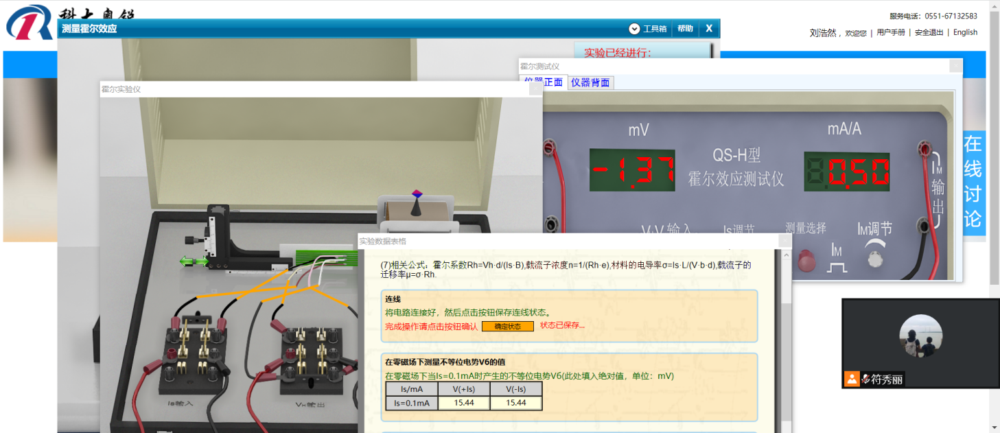 科大奥锐
服务电话：0551-67132583
刘浩然，欢迎您 | 用户手册 | 安全退出 | English
测量霍尔效应
工具箱
帮助
X
实验已经进行：
霍尔测试仪
仪器正面
仪器背面
霍尔实验仪
mV
mA/A
-1.37
QS-H型
霍尔效应测试仪
0.50
IM
输出
在线讨论
Is调节
测量选择
IM调节
IM
实验数据表格
(7)相关公式：霍尔系数Rh=Vh·d/(Is·B),载流子浓度n=1/(Rh·e),材料的电导率σ=Is·L/(V·b·d),载流子的
迁移率μ=σ·Rh.
连线
将电路连接好，然后点击按钮保存连线状态。
完成操作请点击按钮确认
确定状态
状态已保存...
在零磁场下测量不等位电势V6的值
在零磁场下当Is=0.1mA时产生的不等位电势V6(此处填入绝对值，单位：mV)
Is/mA V(+Is) V(-Is)
Is=0.1mA 15.44 15.44
Is输入
VH输出
符秀丽